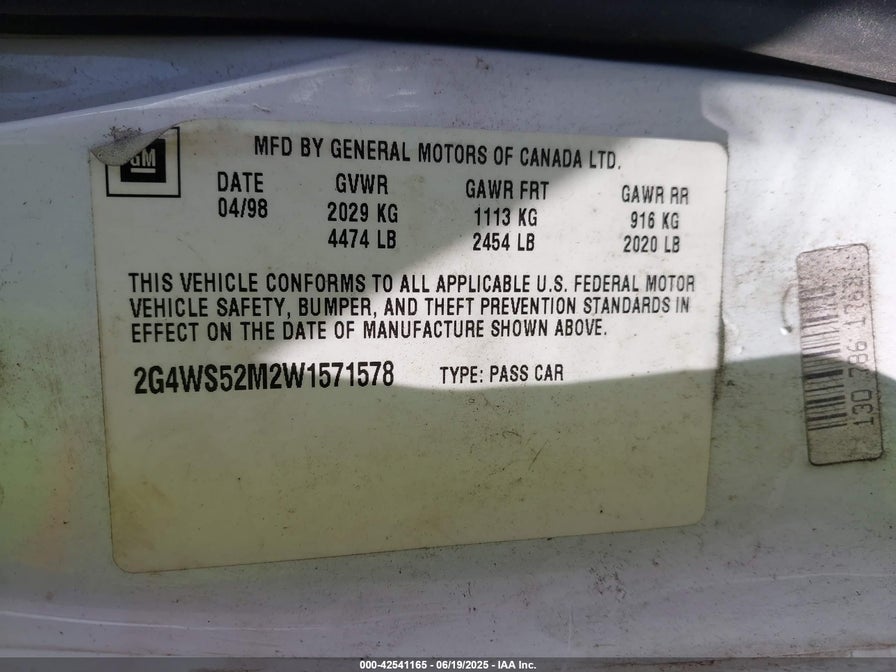 GM
MFD BY GENERAL MOTORS OF CANADA LTD.
DATE GVWR GAWR FRT GAWR RR
04/98 2029 KG 1113 KG 916 KG
4474 LB 2454 LB 2020 LB
THIS VEHICLE CONFORMS TO ALL APPLICABLE U.S. FEDERAL MOTOR
VEHICLE SAFETY, BUMPER, AND THEFT PREVENTION STANDARDS IN
EFFECT ON THE DATE OF MANUFACTURE SHOWN ABOVE.
2G4WS52M2W1571578 TYPE: PASS CAR
130 786
000-42541165 - 06/19/2025 - IAA Inc.